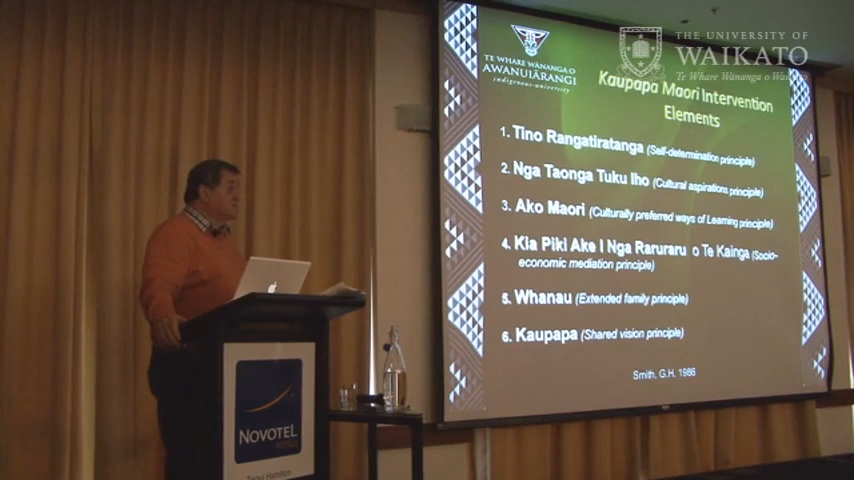 THE UNIVERSITY OF
WAIKATO
Te Whare Wānanga o Waikato
TE WHARE WĀNANGA O
AWANUIĀRANGI
indigenous-university
Kaupapa Maori Intervention
Elements
1. Tino Rangatiratanga (Self-determination principle)
2. Nga Taonga Tuku Iho (Cultural aspirations principle)
3. Ako Maori (Culturally preferred ways of Learning principle)
4. Kia Piki Ake I Nga Raruraru o Te Kainga (Socio-
economic mediation principle)
5. Whanau (Extended family principle)
6. Kaupapa (Shared vision principle)
Smith, G.H. 1986
NOVOTEL
HOTELS
Tainui Hamilton